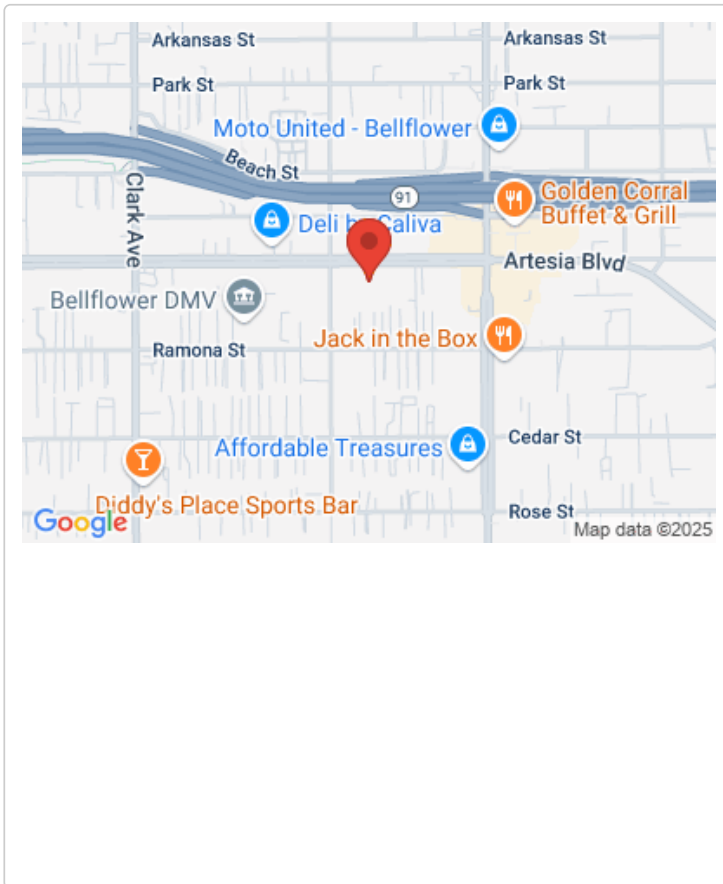 Arkansas St
Arkansas St
Park St
Park St
Moto United - Bellflower
Beach St
91
Clark Ave
Golden Corral
Buffet & Grill
Deli by Caliva
Artesia Blvd
Bellflower DMV
Jack in the Box
Ramona St
Cedar St
Affordable Treasures
Diddy's Place Sports Bar
Rose St
Google
Map data ©2025